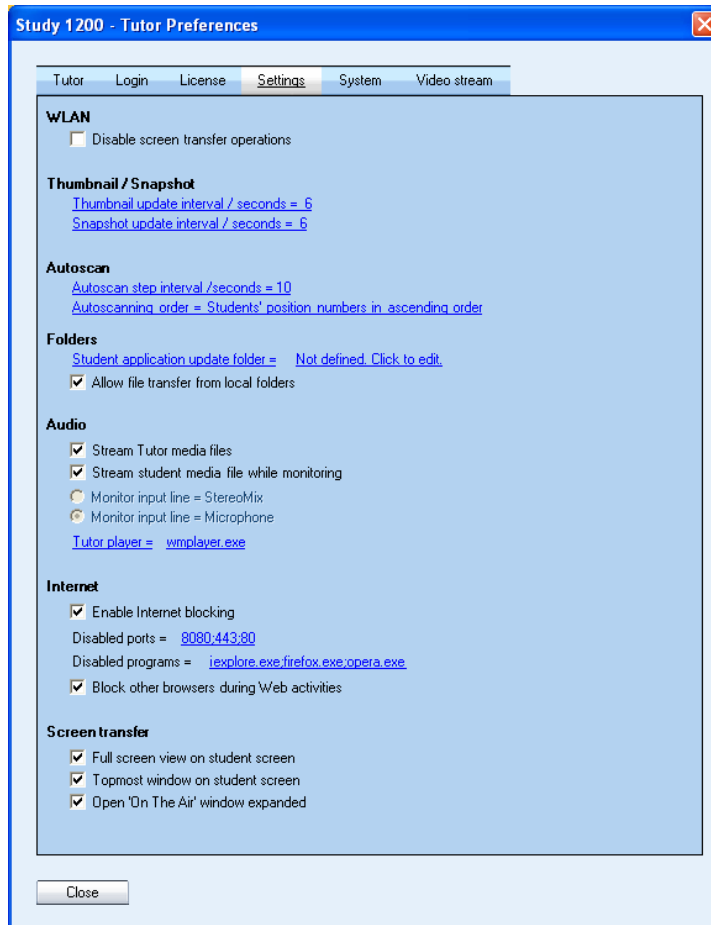 Study 1200 - Tutor Preferences
Tutor Login License Settings System Video stream
WLAN
Disable screen transfer operations
Thumbnail / Snapshot
Thumbnail update interval / seconds = 6
Snapshot update interval / seconds = 6
Autoscan
Autoscan step interval /seconds = 10
Autoscanning order = Students' position numbers in ascending order
Folders
Student application update folder = Not defined. Click to edit.
Allow file transfer from local folders
Audio
Stream Tutor media files
Stream student media file while monitoring
Monitor input line = StereoMix
Monitor input line = Microphone
Tutor player = wmplayer.exe
Internet
Enable Internet blocking
Disabled ports = 8080;443;80
Disabled programs = iexplore.exe;firefox.exe;opera.exe
Block other browsers during Web activities
Screen transfer
Full screen view on student screen
Topmost window on student screen
Open 'On The Air' window expanded
Close